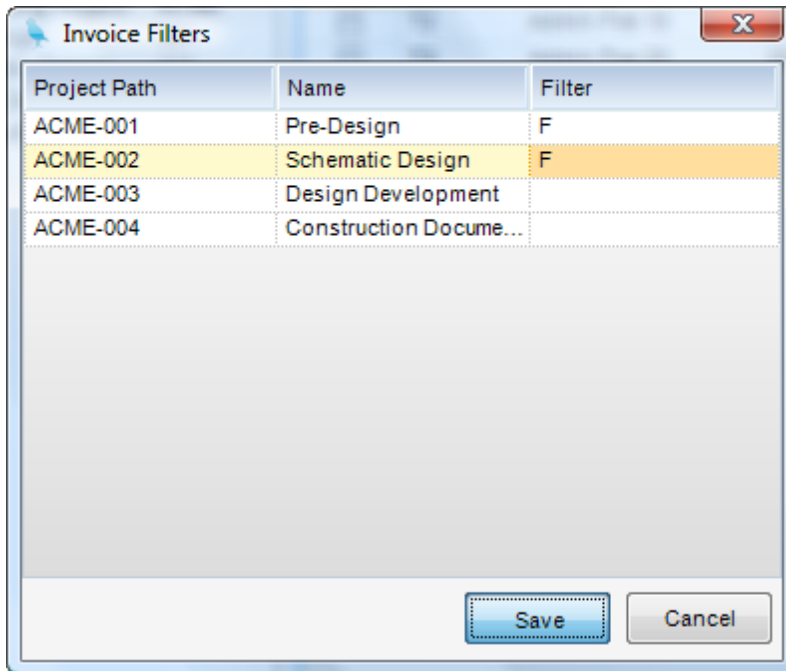 Invoice Filters
Project Path Name Filter
ACME-001 Pre-Design F
ACME-002 Schematic Design F
ACME-003 Design Development
ACME-004 Construction Docume...
Save Cancel